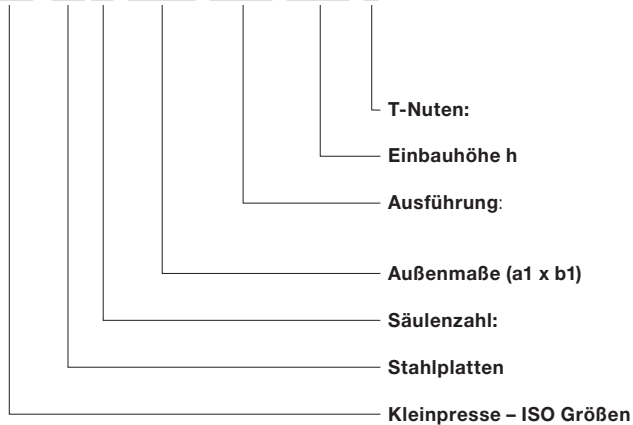 T-Nuten:
Einbauhöhe h
Ausführung:
Außenmaße (a1 x b1)
Säulenzahl:
Stahlplatten
Kleinpresse – ISO Größen